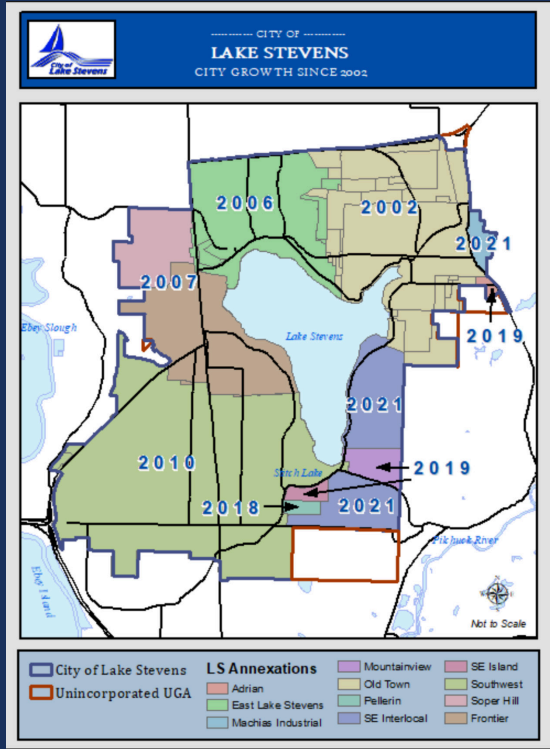 City of
Lake Stevens
----------- CITY OF -----------
LAKE STEVENS
CITY GROWTH SINCE 2002
2006
2002
2021
2007
2019
Ebey Slough
Lake Stevens
2021
2010
2019
Stitch Lake
2018
2021
Pilchuck River
Ebey Island
Not to Scale
City of Lake Stevens
Unincorporated UGA
LS Annexations
Adrian
East Lake Stevens
Machias Industrial
Mountainview
Old Town
Pellerin
SE Interlocal
SE Island
Southwest
Soper Hill
Frontier